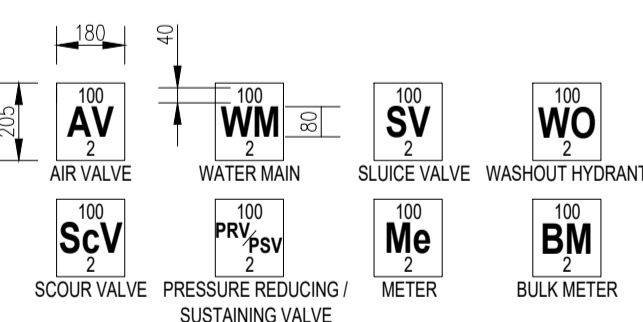 180
40
205
100
AV
2
AIR VALVE
100
WM
2
80
WATER MAIN
100
SV
2
SLUICE VALVE
100
WO
2
WASHOUT HYDRANT
100
ScV
2
SCOUR VALVE
100
PRV/PSV
2
PRESSURE REDUCING /
SUSTAINING VALVE
100
Me
2
METER
100
BM
2
BULK METER